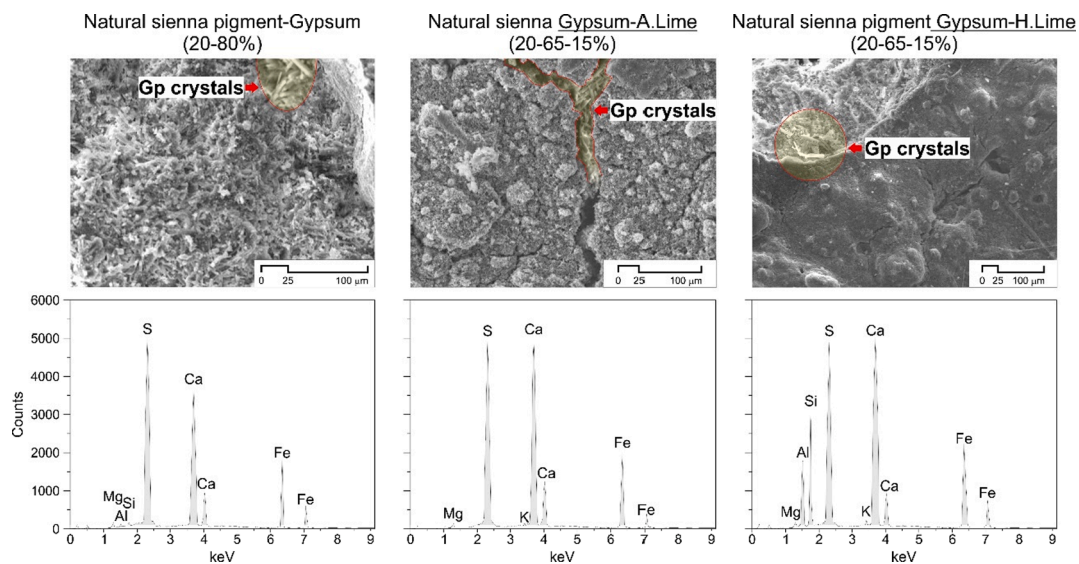 Natural sienna pigment-Gypsum
(20-80%)
Natural sienna Gypsum-A.Lime
(20-65-15%)
Natural sienna pigment Gypsum-H.Lime
(20-65-15%)
Gp crystals
Gp crystals
Gp crystals
0 25 100 µm
0 25 100 µm
0 25 100 µm
6000
5000
4000
3000
2000
1000
0
Counts
Mg
Al
Si
S
Ca
Ca
Fe
Fe
0 1 2 3 4 5 6 7 8 9
keV
Mg
S
K
Ca
Ca
Fe
Fe
0 1 2 3 4 5 6 7 8 9
keV
Mg
Al
Si
S
K
Ca
Ca
Fe
Fe
0 1 2 3 4 5 6 7 8 9
keV